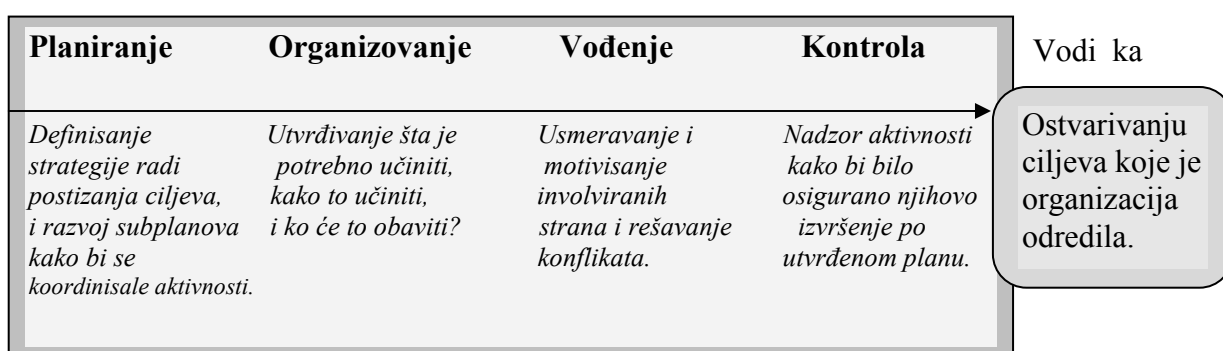 Planiranje
Organizovanje
Vođenje
Kontrola
Vodi ka
Definisanje
strategije radi
postizanja ciljeva,
i razvoj subplanova
kako bi se
koordinisale aktivnosti.
Utvrđivanje šta je
potrebno učiniti,
kako to učiniti,
i ko će to obaviti?
Usmeravanje i
motivisanje
involviranih
strana i rešavanje
konflikata.
Nadzor aktivnosti
kako bi bilo
osigurano njihovo
izvršenje po
utvrđenom planu.
Ostvarivanju
ciljeva koje je
organizacija
odredila.